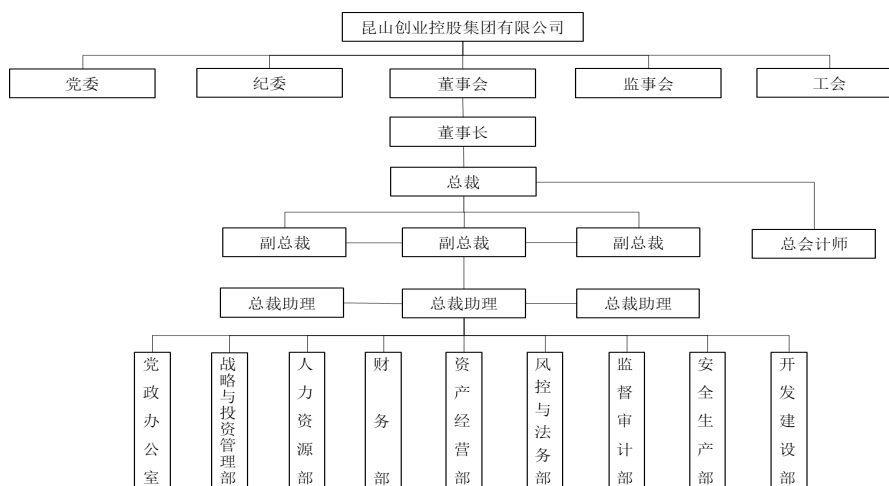 昆山创业控股集团有限公司
党委
纪委
董事会
监事会
工会
董事长
总裁
副总裁
副总裁
副总裁
总会计师
总裁助理
总裁助理
总裁助理
党政办公室
战略与投资管理部
人力资源部
财务部
资产经营部
风控与法务部
监督审计部
安全生产部
开发建设部